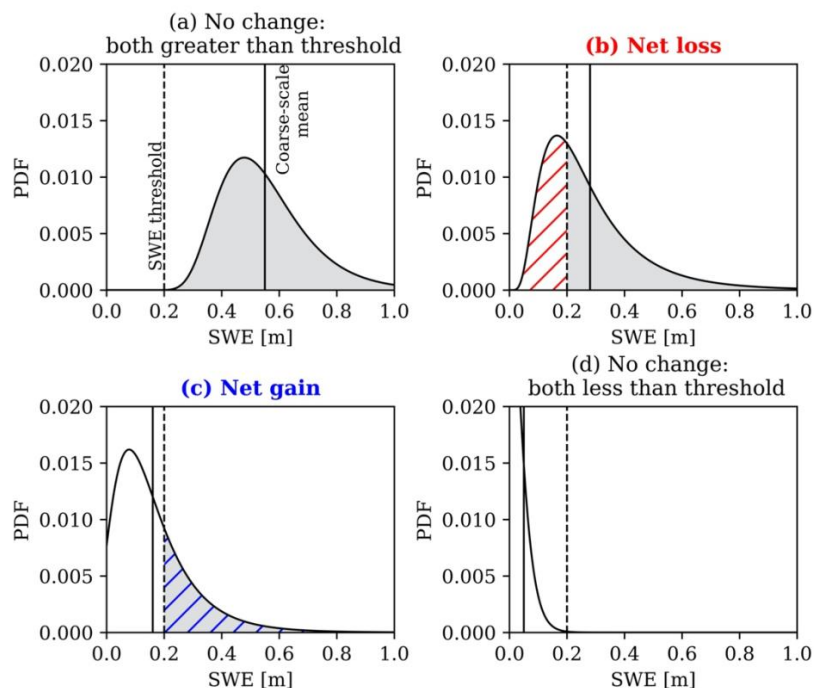 (a) No change:
both greater than threshold
0.020
0.015
0.010
0.005
0.000
PDF
SWE threshold
Coarse-scale
mean
0.0 0.2 0.4 0.6 0.8 1.0
SWE [m]
(b) Net loss
0.020
0.015
0.010
0.005
0.000
PDF
0.0 0.2 0.4 0.6 0.8 1.0
SWE [m]
(c) Net gain
0.020
0.015
0.010
0.005
0.000
PDF
0.0 0.2 0.4 0.6 0.8 1.0
SWE [m]
(d) No change:
both less than threshold
0.020
0.015
0.010
0.005
0.000
PDF
0.0 0.2 0.4 0.6 0.8 1.0
SWE [m]